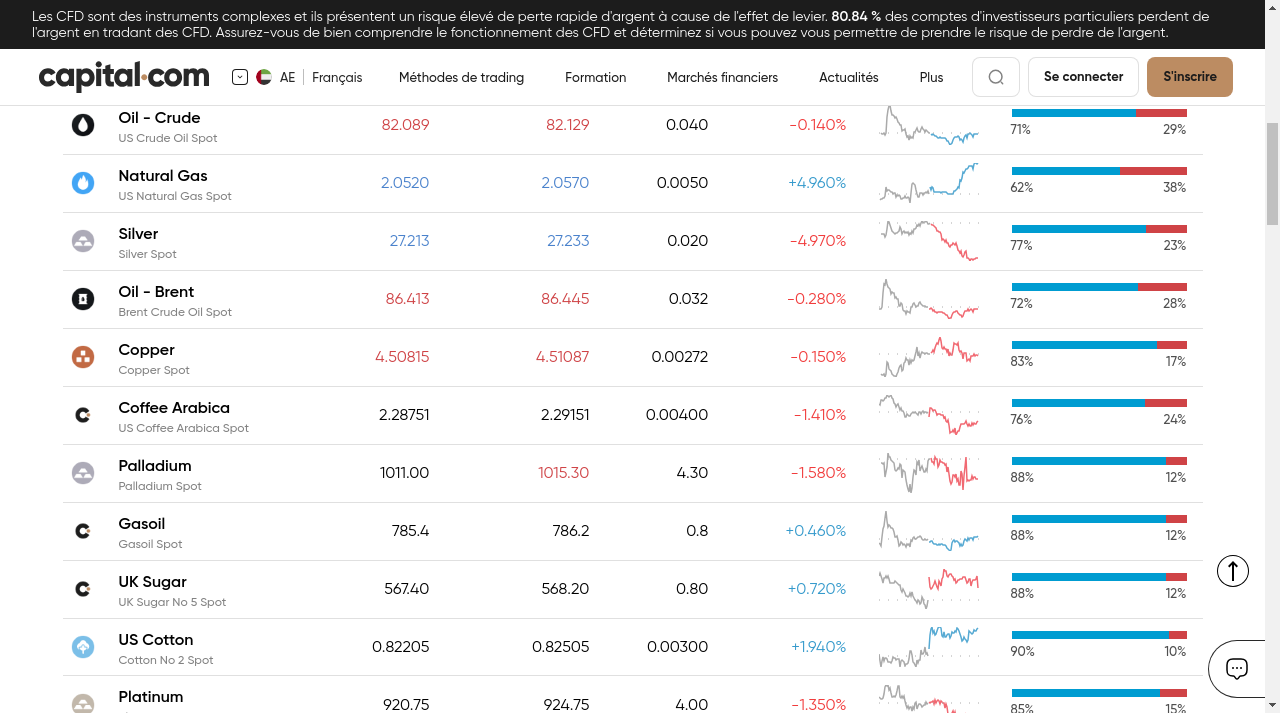 Les CFD sont des instruments complexes et ils présentent un risque élevé de perte rapide d'argent à cause de l'effet de levier. 80.84 % des comptes d'investisseurs particuliers perdent de
l'argent en tradant des CFD. Assurez-vous de bien comprendre le fonctionnement des CFD et déterminez si vous pouvez vous permettre de prendre le risque de perdre de l'argent.
capital.com AE Français Méthodes de trading Formation Marchés financiers Actualités Plus Se connecter S'inscrire
Oil - Crude 82.089 82.129 0.040 -0.140%
US Crude Oil Spot 71% 29%
Natural Gas 2.0520 2.0570 0.0050 +4.960%
US Natural Gas Spot 62% 38%
Silver 27.213 27.233 0.020 -4.970%
Silver Spot 77% 23%
Oil - Brent 86.413 86.445 0.032 -0.280%
Brent Crude Oil Spot 72% 28%
Copper 4.50815 4.51087 0.00272 -0.150%
Copper Spot 83% 17%
Coffee Arabica 2.28751 2.29151 0.00400 -1.410%
US Coffee Arabica Spot 76% 24%
Palladium 1011.00 1015.30 4.30 -1.580%
Palladium Spot 88% 12%
Gasoil 785.4 786.2 0.8 +0.460%
Gasoil Spot 88% 12%
UK Sugar 567.40 568.20 0.80 +0.720%
UK Sugar No 5 Spot 88% 12%
US Cotton 0.82205 0.82505 0.00300 +1.940%
Cotton No 2 Spot 90% 10%
Platinum 920.75 924.75 4.00 -1.350%
85% 15%